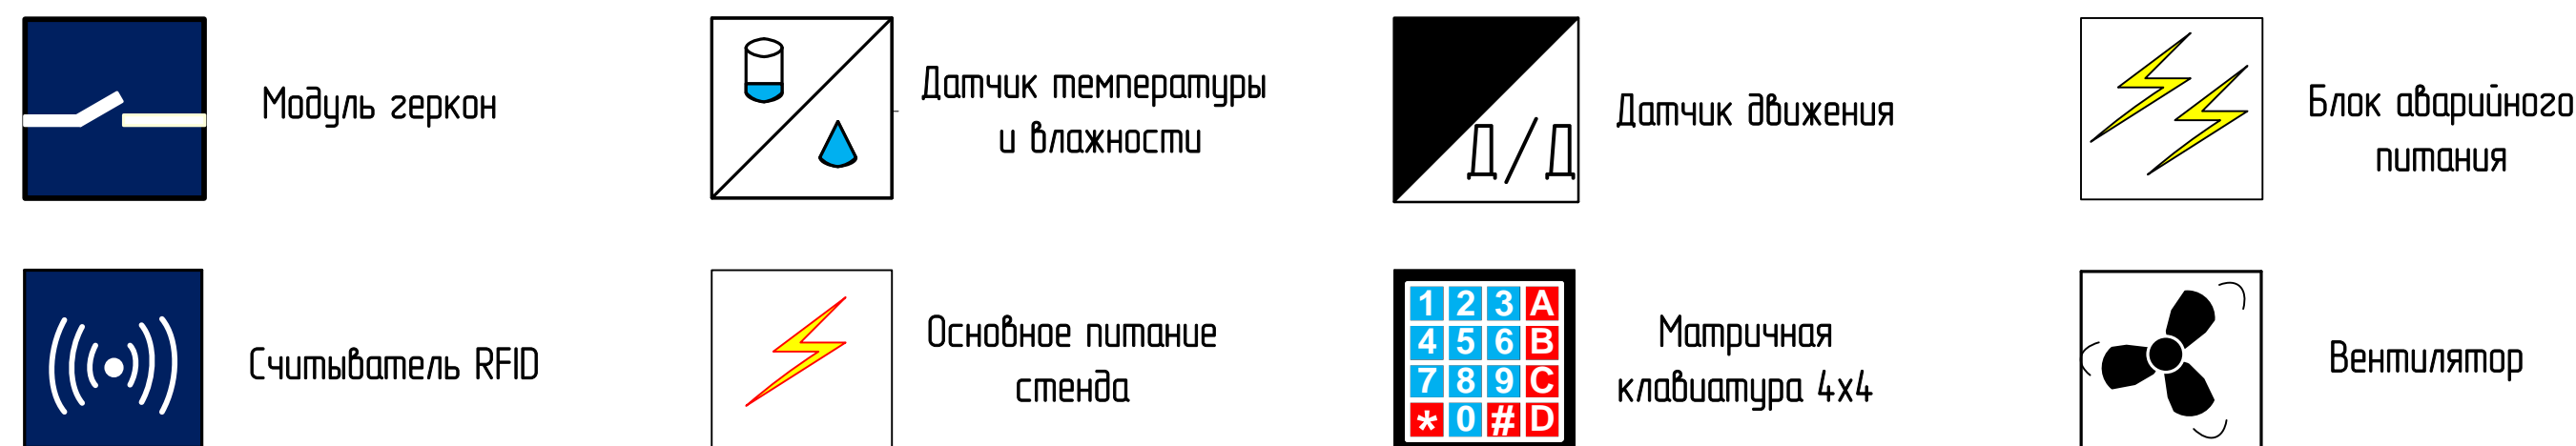 Модуль геркон
Датчик температуры
и влажности
Д/Д
Датчик движения
Блок аварийного
питания
Считыватель RFID
Основное питание
стенда
1 2 3 A
4 5 6 B
7 8 9 C
* 0 # D
Матричная
клавиатура 4x4
Вентилятор